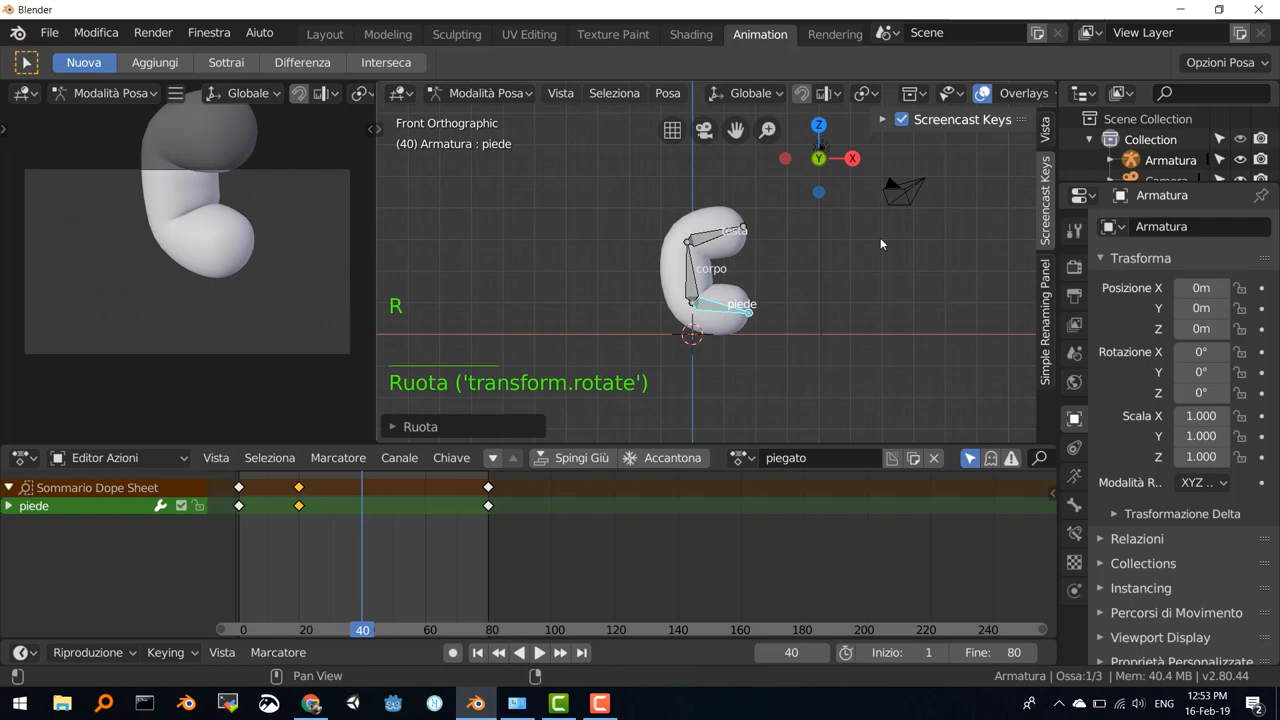 Blender
File Modifica Render Finestra Aiuto Layout Modeling Sculpting UV Editing Texture Paint Shading Animation Rendering Scene View Layer
Nuova Aggiungi Sottrai Differenza Interseca Opzioni Posa
Modalità Posa Globale Modalità Posa Vista Seleziona Posa Globale Overlays
Front Orthographic
(40) Armatura : piede
Screencast Keys
Vista
Screencast Keys
Simple Renaming Panel
Z
Y
X
testa
corpo
piede
R
Ruota ('transform.rotate')
Ruota
Scene Collection
Collection
Armatura
Armatura
Armatura
Trasforma
Posizione X 0m
Y 0m
Z 0m
Rotazione X 0°
Y 0°
Z 0°
Scala X 1.000
Y 1.000
Z 1.000
Modalità R.. XYZ ..
Trasformazione Delta
Relazioni
Collections
Instancing
Percorsi di Movimento
Viewport Display
Proprietà Personalizzate
Editor Azioni Vista Seleziona Marcatore Canale Chiave Spingi Giù Accantona piegato
Sommario Dope Sheet
piede
0 20 40 60 80 100 120 140 160 180 200 220 240
Riproduzione Keying Vista Marcatore 40 Inizio: 1 Fine: 80
Pan View Armatura | Ossa:1/3 | Mem: 40.4 MB | v2.80.44
ENG
12:53 PM
16-Feb-19
2